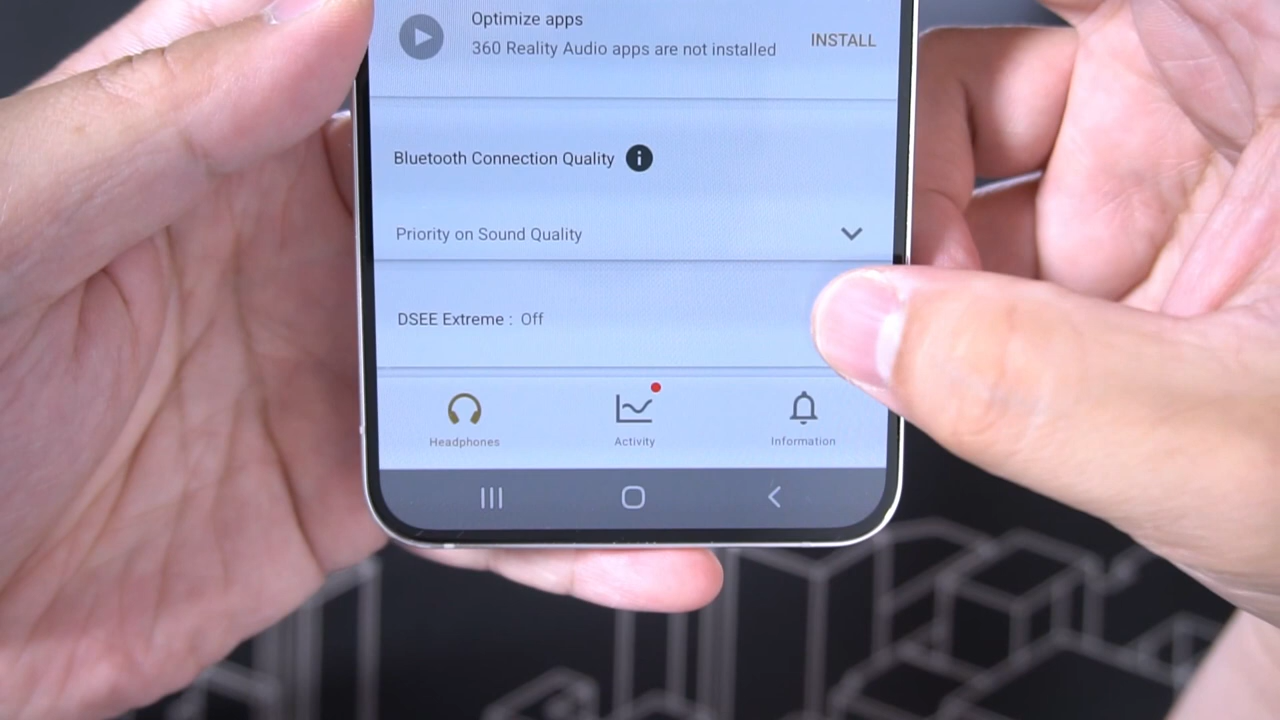 Optimize apps
360 Reality Audio apps are not installed
INSTALL
Bluetooth Connection Quality
Priority on Sound Quality
DSEE Extreme : Off
Headphones
Activity
Information